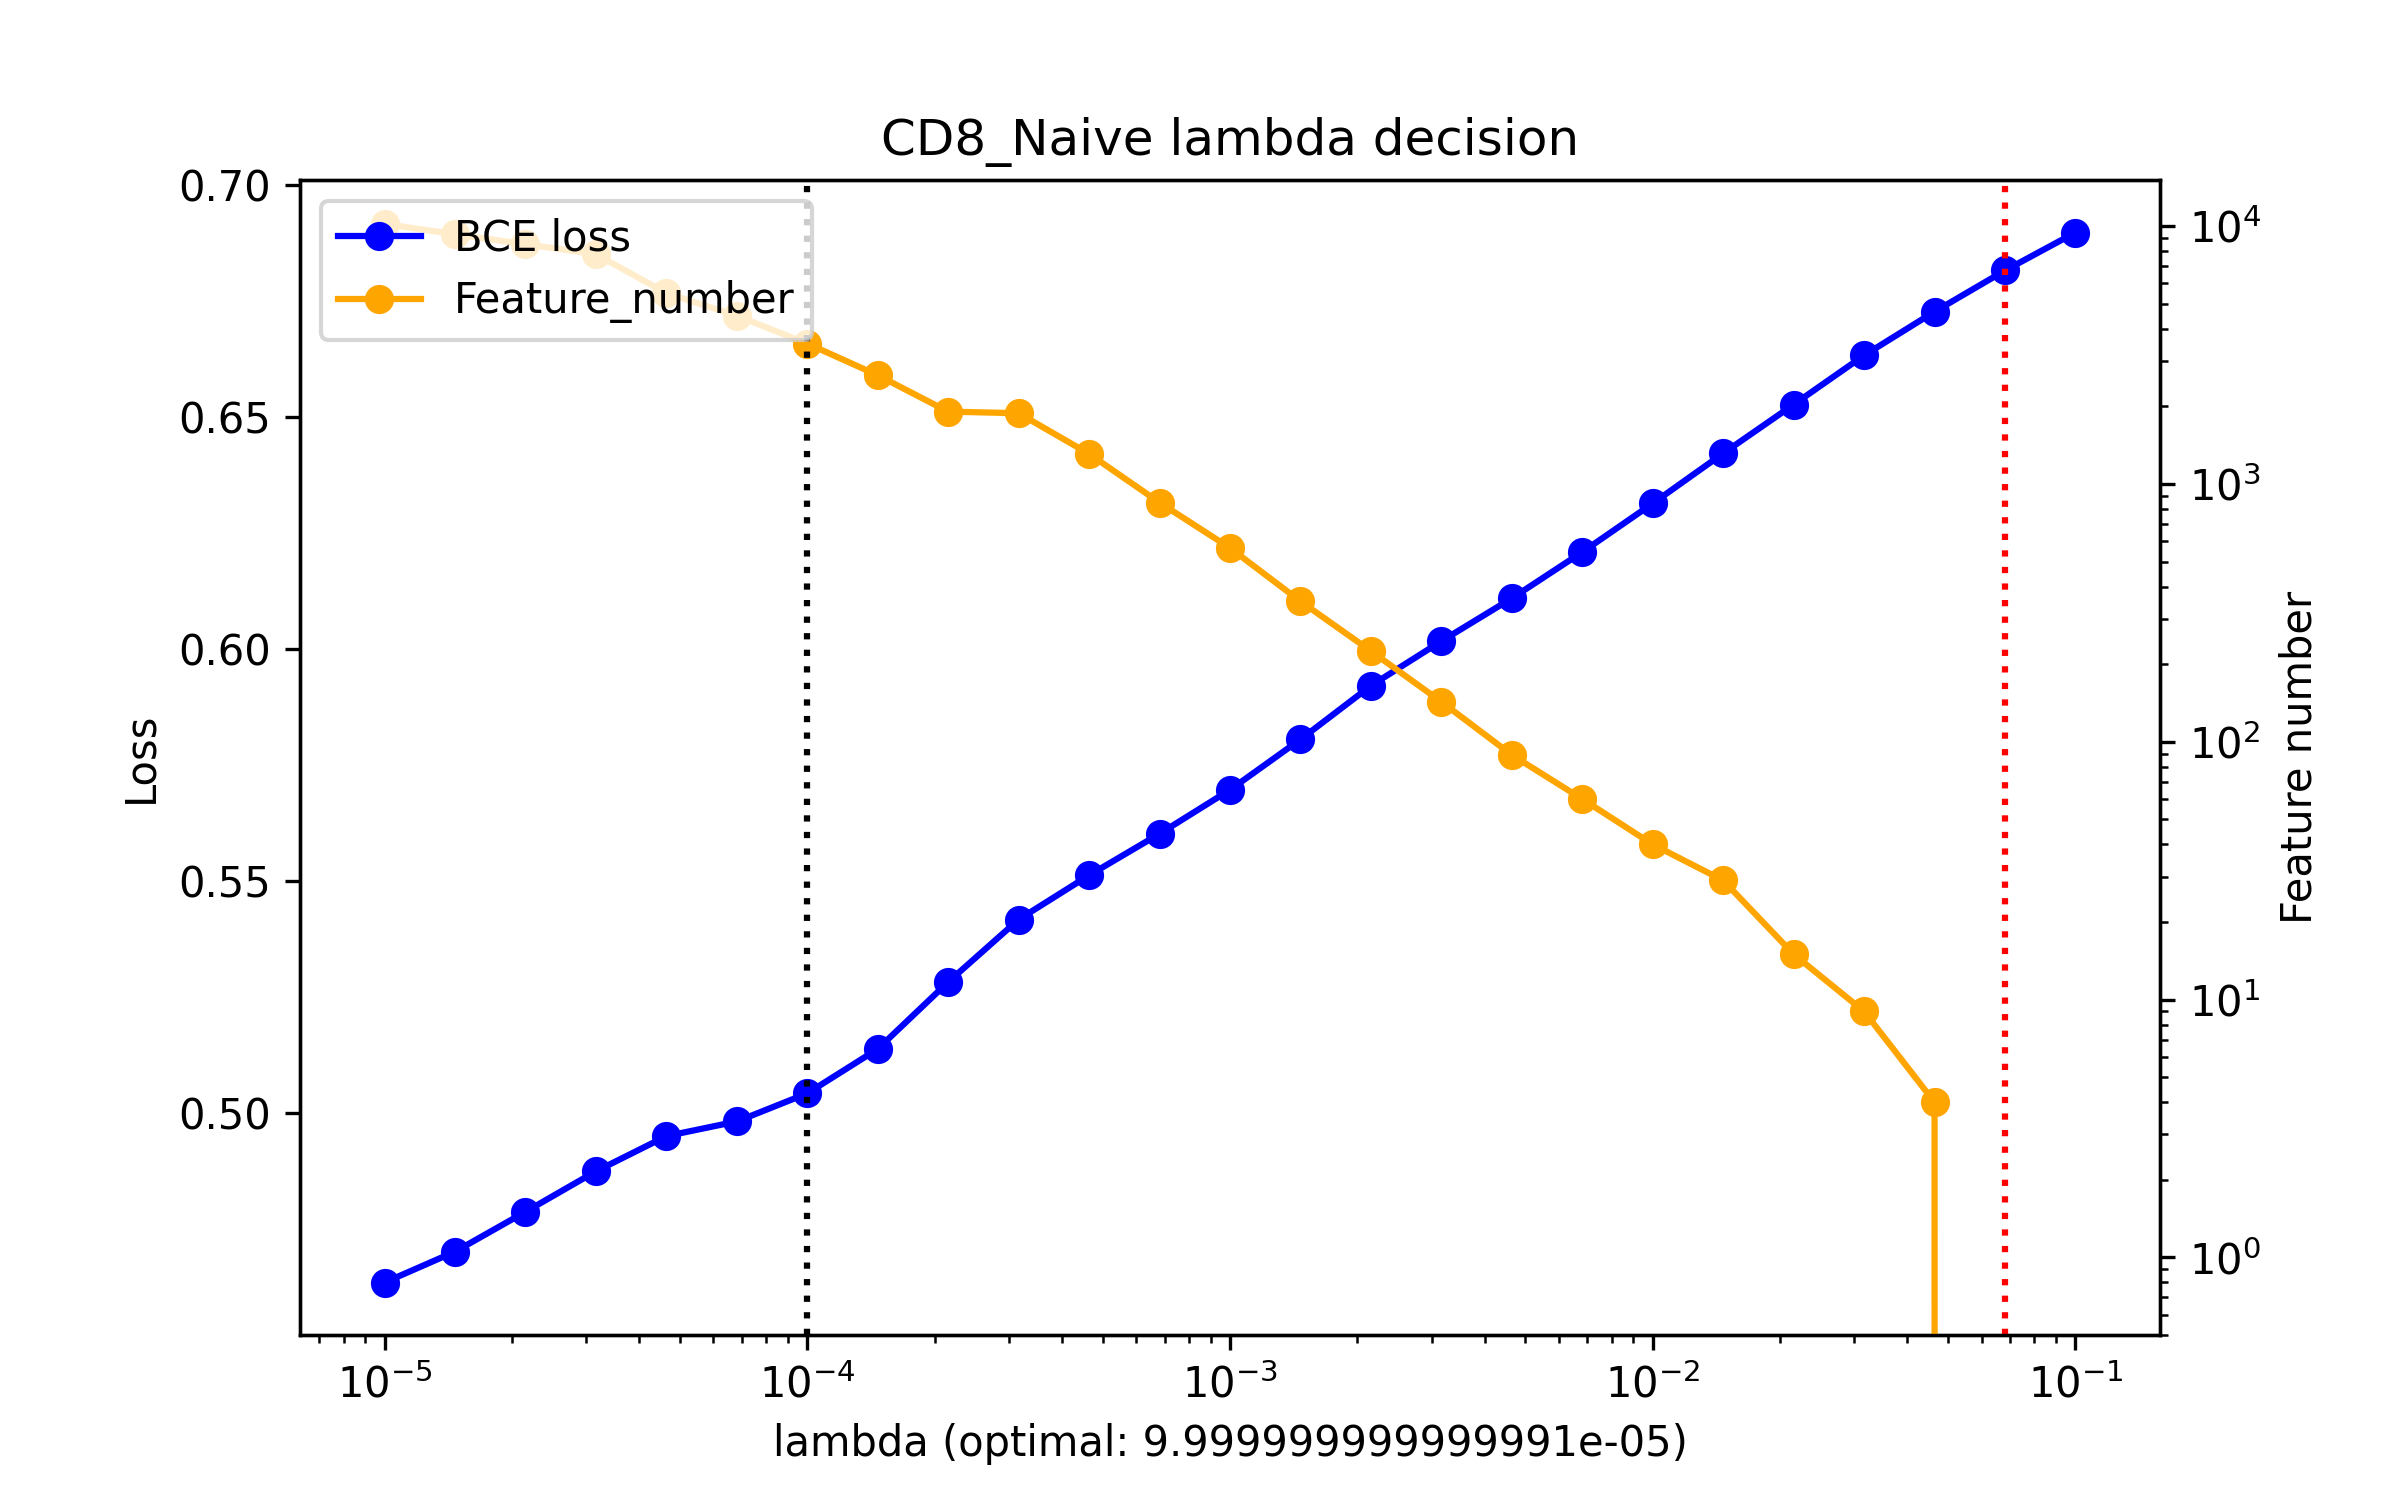 CD8_Naive lambda decision
BCE loss
Feature_number
0.70
0.65
0.60
0.55
0.50
Loss
10⁴
10³
10²
10¹
10⁰
Feature number
10⁻⁵
10⁻⁴
10⁻³
10⁻²
10⁻¹
lambda (optimal: 9.999999999999991e-05)